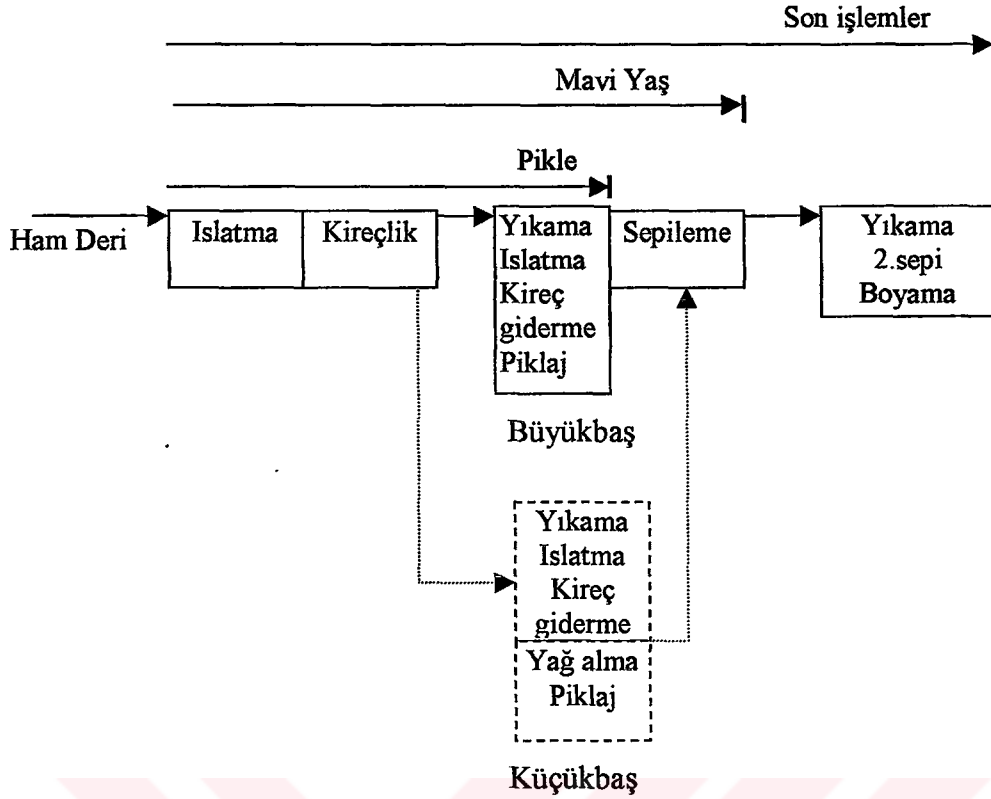 Son işlemler
Mavi Yaş
Pikle
Ham Deri
Islatma
Kireçlik
Yıkama
Islatma
Kireç
giderme
Piklaj
Sepileme
Yıkama
2.sepi
Boyama
Büyükbaş
Yıkama
Islatma
Kireç
giderme
Yağ alma
Piklaj
Küçükbaş